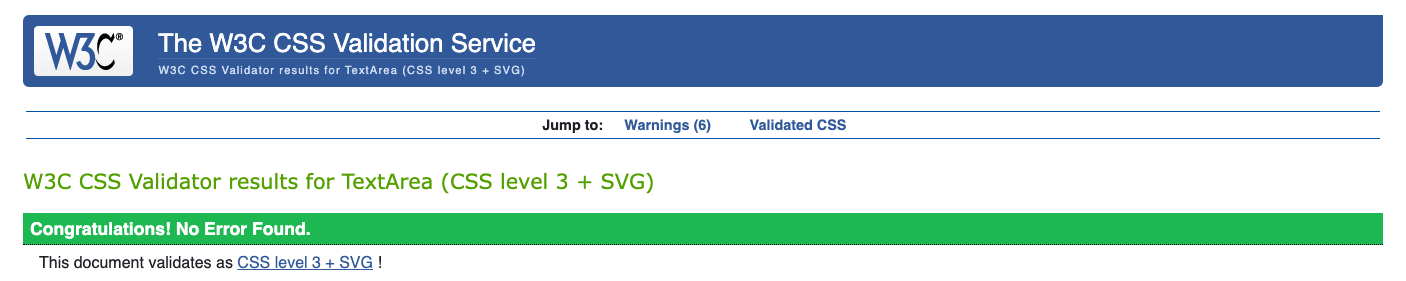 W3C®
The W3C CSS Validation Service
W3C CSS Validator results for TextArea (CSS level 3 + SVG)
Jump to: Warnings (6) Validated CSS
W3C CSS Validator results for TextArea (CSS level 3 + SVG)
Congratulations! No Error Found.
This document validates as CSS level 3 + SVG !